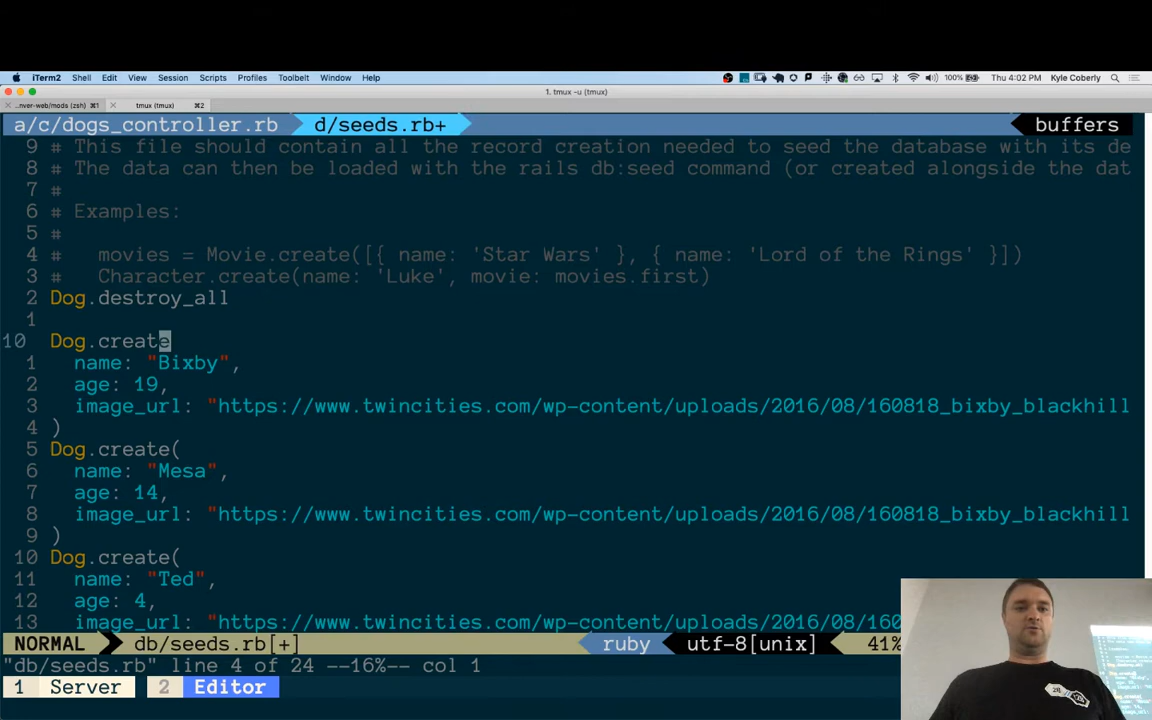 iTerm2 Shell Edit View Session Scripts Profiles Toolbelt Window Help 100% Thu 4:02 PM Kyle Coberly
1. tmux -u (tmux)
...nver-web/mods (zsh) ⌘1 tmux (tmux) ⌘2
a/c/dogs_controller.rb d/seeds.rb+ buffers
9 # This file should contain all the record creation needed to seed the database with its de
8 # The data can then be loaded with the rails db:seed command (or created alongside the dat
7 #
6 # Examples:
5 #
4 #   movies = Movie.create([{ name: 'Star Wars' }, { name: 'Lord of the Rings' }])
3 #   Character.create(name: 'Luke', movie: movies.first)
2 Dog.destroy_all
1
10 Dog.create
1   name: "Bixby",
2   age: 19,
3   image_url: "https://www.twincities.com/wp-content/uploads/2016/08/160818_bixby_blackhill
4 )
5 Dog.create(
6   name: "Mesa",
7   age: 14,
8   image_url: "https://www.twincities.com/wp-content/uploads/2016/08/160818_bixby_blackhill
9 )
10 Dog.create(
11   name: "Ted",
12   age: 4,
13   image_url: "https://www.twincities.com/wp-content/uploads/2016/08
NORMAL db/seeds.rb[+] ruby utf-8[unix] 41%
"db/seeds.rb" line 4 of 24 --16%-- col 1
1 Server 2 Editor